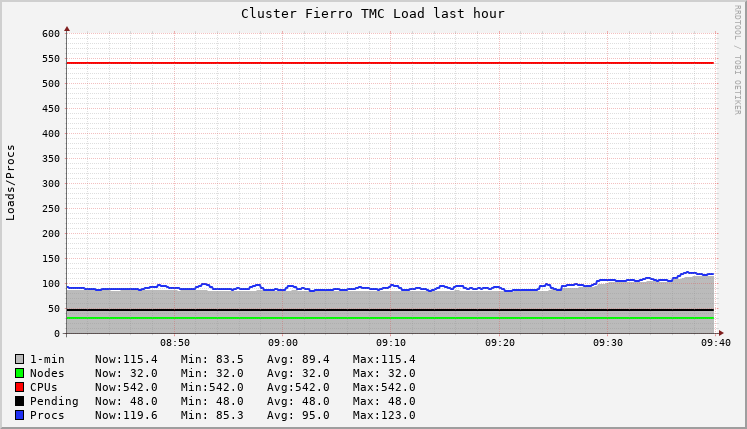 Cluster Fierro TMC Load last hour
RRDTOOL / TOBI OETIKER
Loads/Procs
600
550
500
450
400
350
300
250
200
150
100
50
0
08:50 09:00 09:10 09:20 09:30 09:40
1-min Now:115.4 Min: 83.5 Avg: 89.4 Max:115.4
Nodes Now: 32.0 Min: 32.0 Avg: 32.0 Max: 32.0
CPUs Now:542.0 Min:542.0 Avg:542.0 Max:542.0
Pending Now: 48.0 Min: 48.0 Avg: 48.0 Max: 48.0
Procs Now:119.6 Min: 85.3 Avg: 95.0 Max:123.0